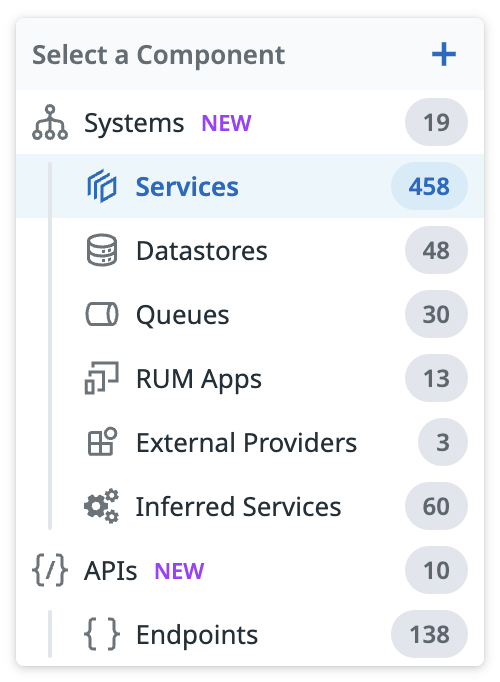 Select a Component +
Systems NEW 19
Services 458
Datastores 48
Queues 30
RUM Apps 13
External Providers 3
Inferred Services 60
{/} APIs NEW 10
{ } Endpoints 138